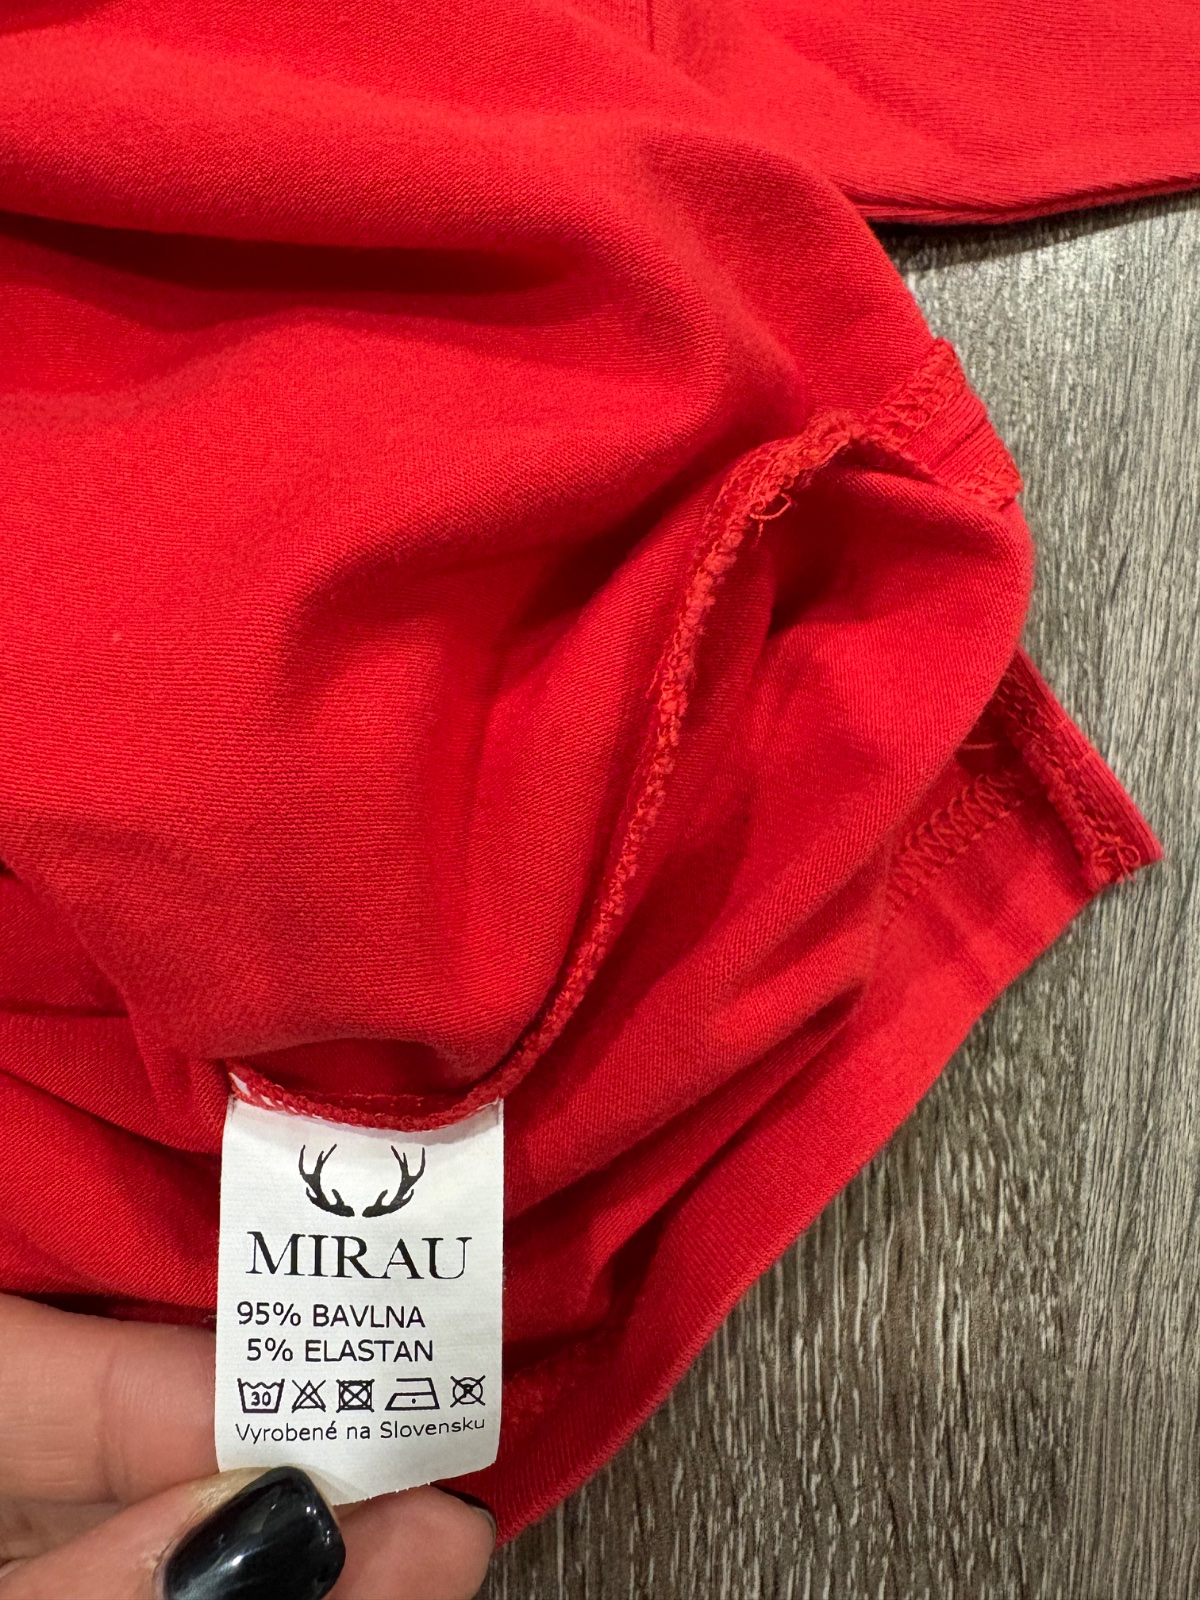 MIRAU
95% BAVLNA
5% ELASTAN
30 P
Vyrobené na Slovensku